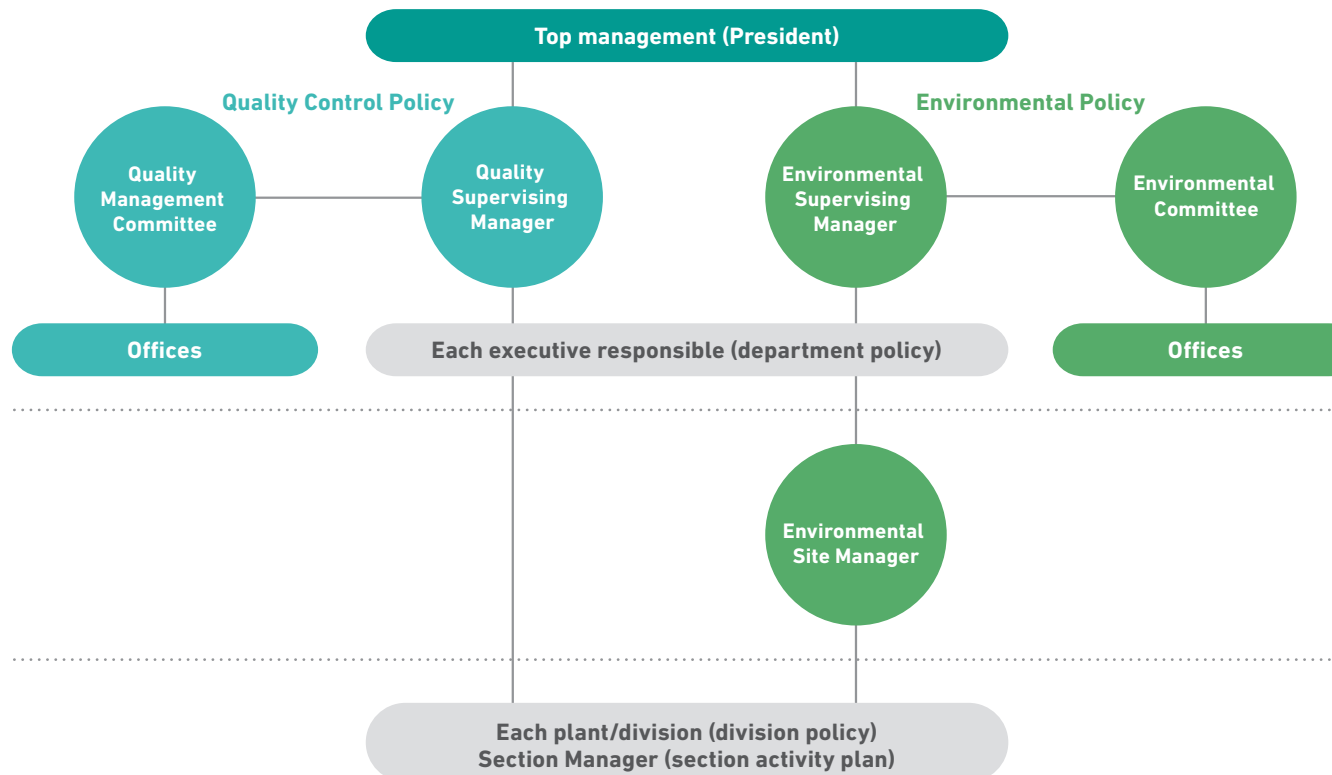 Top management (President)
Quality Control Policy
Environmental Policy
Quality
Management
Committee
Quality
Supervising
Manager
Environmental
Supervising
Manager
Environmental
Committee
Offices
Each executive responsible (department policy)
Offices
Environmental
Site Manager
Each plant/division (division policy)
Section Manager (section activity plan)